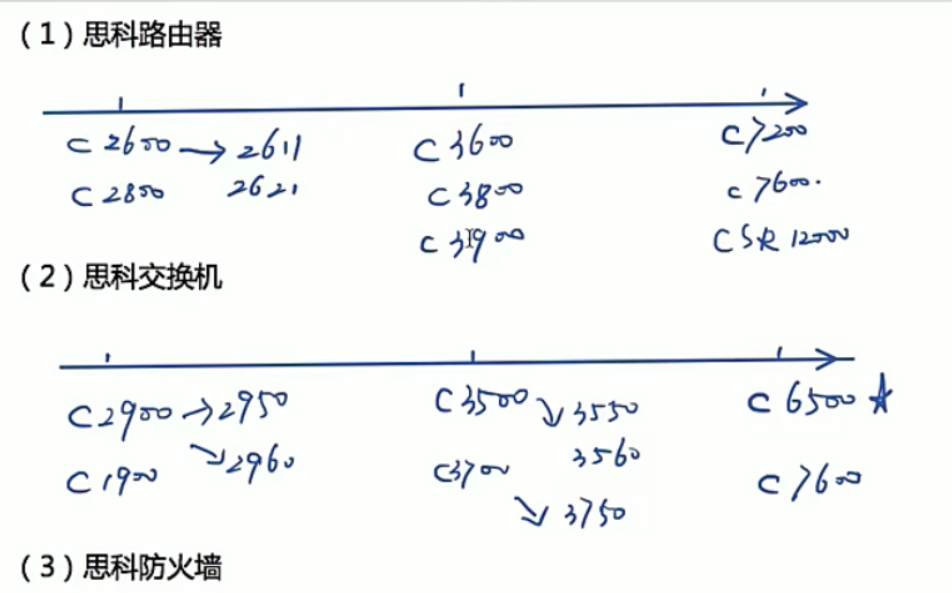 （1）思科路由器
C2600 → 2611 C3600 C7200
C2800 2621 C3800 C7600.
C3900 CSR12000
（2）思科交换机
C2900 → 2950 C3500 ↘ 3550 C6500 ☆
C1900 ↘ 2960 C3700 3560 C7600
↘ 3750
（3）思科防火墙